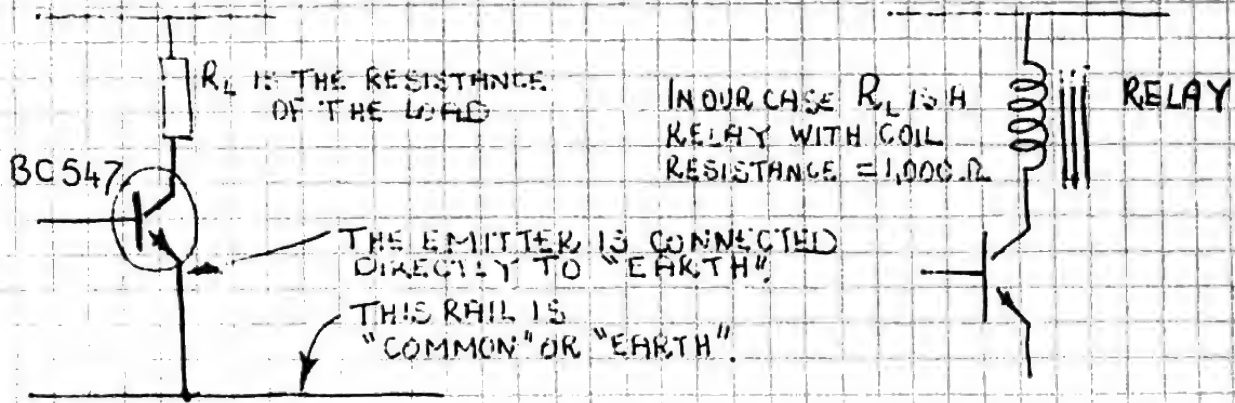 R_L IS THE RESISTANCE
OF THE LOAD
BC547
THE EMITTER IS CONNECTED
DIRECTLY TO "EARTH".
THIS RAIL IS
"COMMON" OR "EARTH".
IN OUR CASE R_L IS A
RELAY WITH COIL
RESISTANCE = 1,000 Ω
RELAY